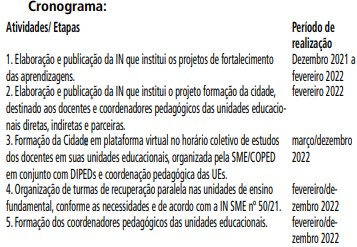 Cronograma:
Atividades/ Etapas Período de
realização
1. Elaboração e publicação da IN que institui os projetos de fortalecimento Dezembro 2021 a
das aprendizagens. fevereiro 2022
2. Elaboração e publicação da IN que institui o projeto formação da cidade, fevereiro 2022
destinado aos docentes e coordenadores pedagógicos das unidades educacio-
nais diretas, indiretas e parceiras.
3. Formação da Cidade em plataforma virtual no horário coletivo de estudos março/dezembro
dos docentes em suas unidades educacionais, organizada pela SME/COPED 2022
em conjunto com DIPEDs e coordenação pedagógica das UEs.
4. Organização de turmas de recuperação paralela nas unidades de ensino fevereiro/de-
fundamental, conforme as necessidades e de acordo com a IN SME nº 50/21. zembro 2022
5. Formação dos coordenadores pedagógicos das unidades educacionais. fevereiro/de-
zembro 2022